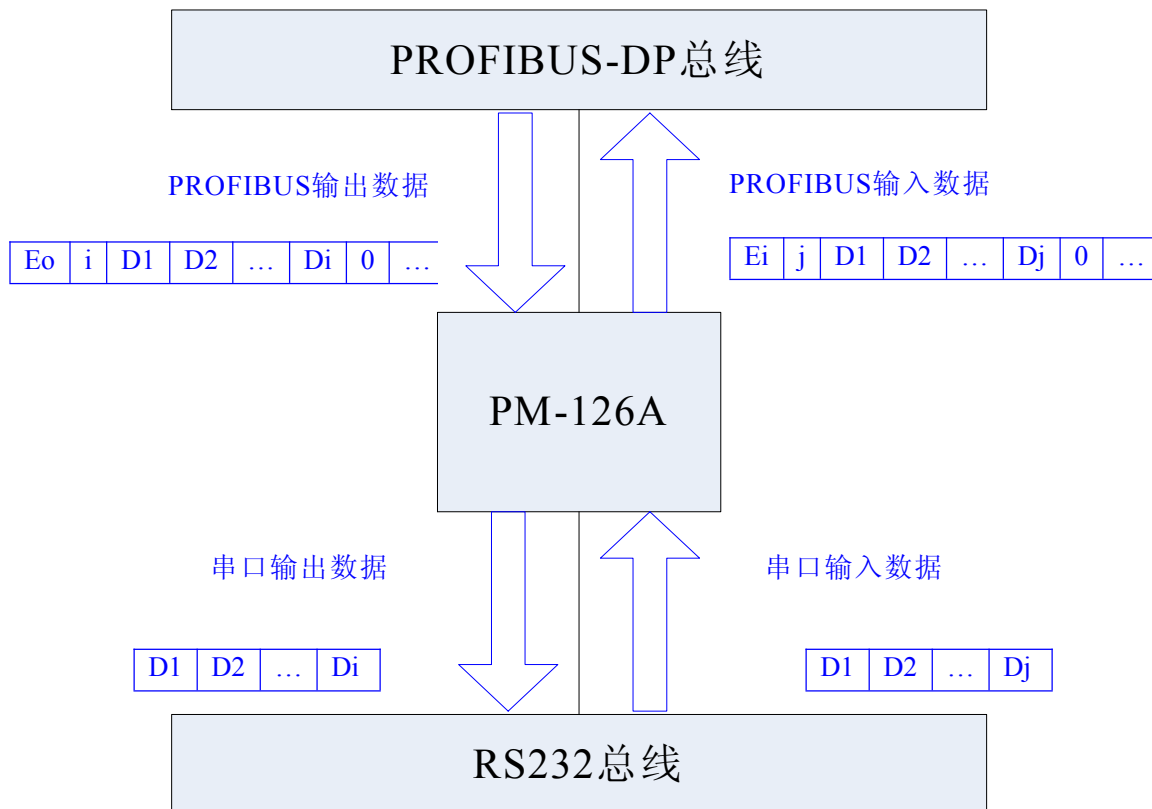 PROFIBUS-DP总线
PROFIBUS输出数据
PROFIBUS输入数据
Eo i D1 D2 … Di 0 …
Ei j D1 D2 … Dj 0 …
PM-126A
串口输出数据
串口输入数据
D1 D2 … Di
D1 D2 … Dj
RS232总线